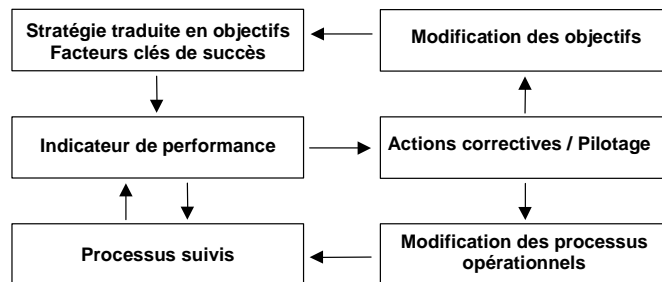 Stratégie traduite en objectifs
Facteurs clés de succès
Modification des objectifs
Indicateur de performance
Actions correctives / Pilotage
Processus suivis
Modification des processus
opérationnels